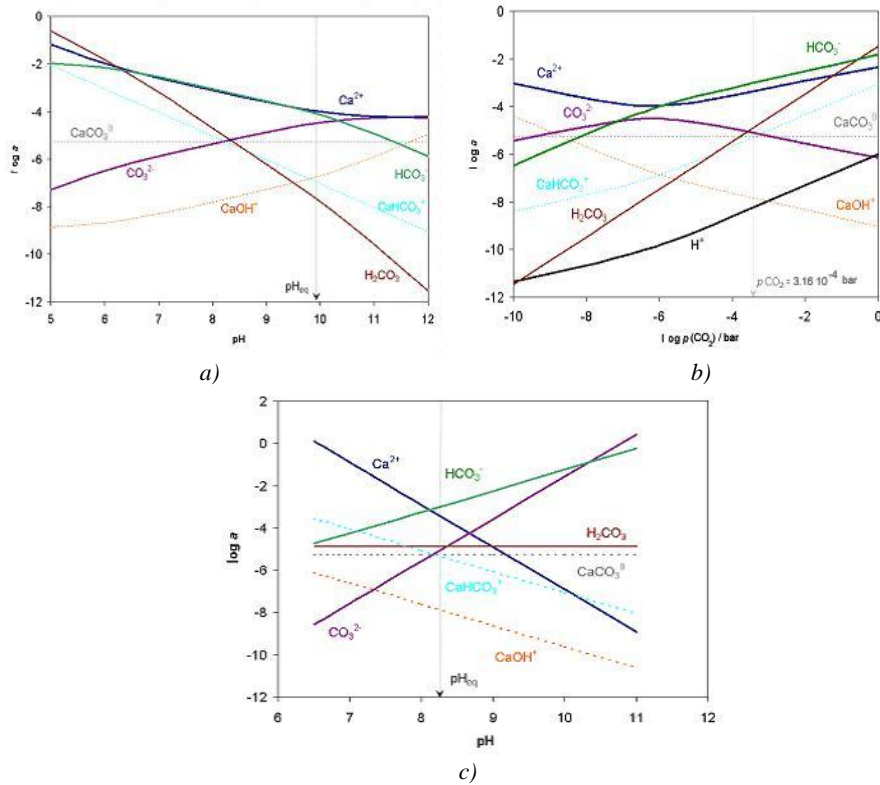 0
-2
-4
-6
-8
-10
-12
l og a
Ca2+
CaCO30
CO32-
HCO3-
CaHCO3+
CaOH+
H2CO3
pHeq
5 6 7 8 9 10 11 12
pH
a)
0
-2
-4
-6
-8
-10
-12
l og a
HCO3-
Ca2+
CO32-
CaCO30
CaHCO3+
CaOH+
H2CO3
H+
p CO2 = 3.16 10-4 bar
-10 -8 -6 -4 -2 0
l og p (CO2) / bar
b)
2
0
-2
-4
-6
-8
-10
-12
log a
Ca2+
HCO3-
H2CO3
CaCO30
CaHCO3+
CO32-
CaOH+
pHeq
6 7 8 9 10 11 12
pH
c)